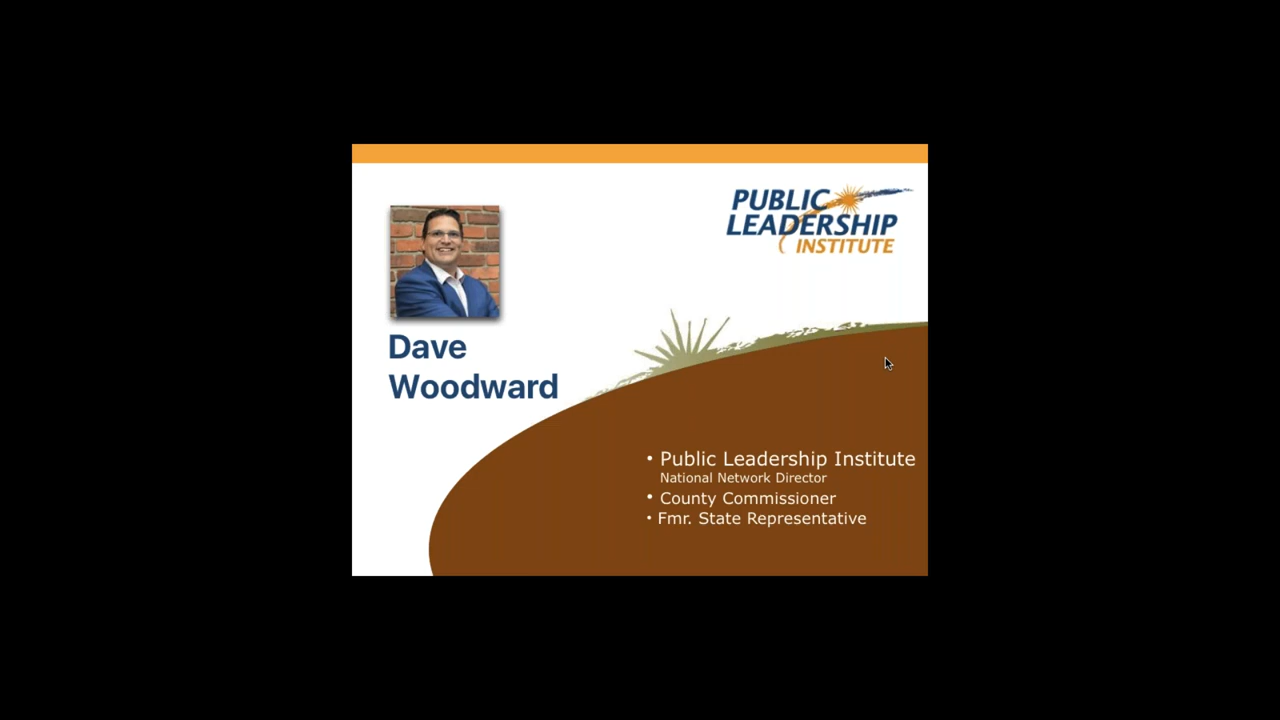 PUBLIC
LEADERSHIP
INSTITUTE
Dave
Woodward
• Public Leadership Institute
National Network Director
• County Commissioner
• Fmr. State Representative